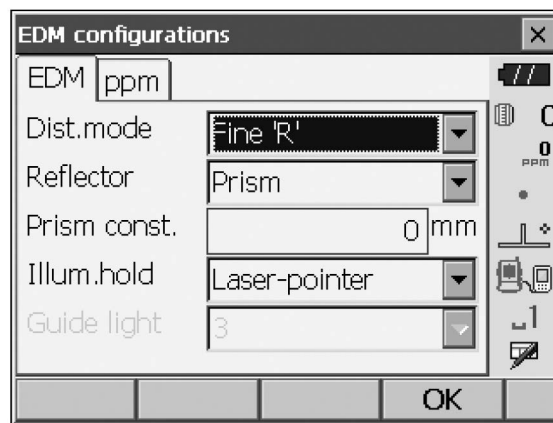 EDM configurations
EDM ppm
Dist.mode Fine 'R'
0
Reflector Prism
0
PPM
Prism const. 0 mm
Illum.hold Laser-pointer
Guide light 3
1
OK